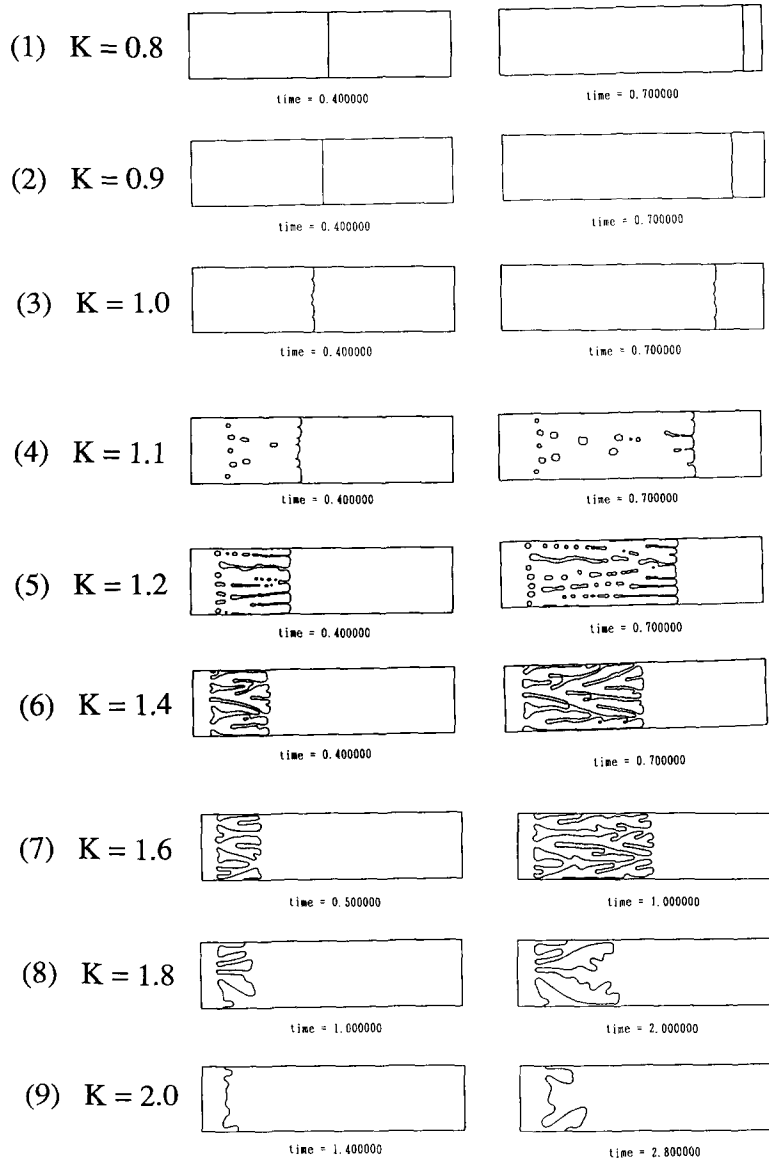 (1) K = 0.8
time = 0.400000
time = 0.700000
(2) K = 0.9
time = 0.400000
time = 0.700000
(3) K = 1.0
time = 0.400000
time = 0.700000
(4) K = 1.1
time = 0.400000
time = 0.700000
(5) K = 1.2
time = 0.400000
time = 0.700000
(6) K = 1.4
time = 0.400000
time = 0.700000
(7) K = 1.6
time = 0.500000
time = 1.000000
(8) K = 1.8
time = 1.000000
time = 2.000000
(9) K = 2.0
time = 1.400000
time = 2.800000